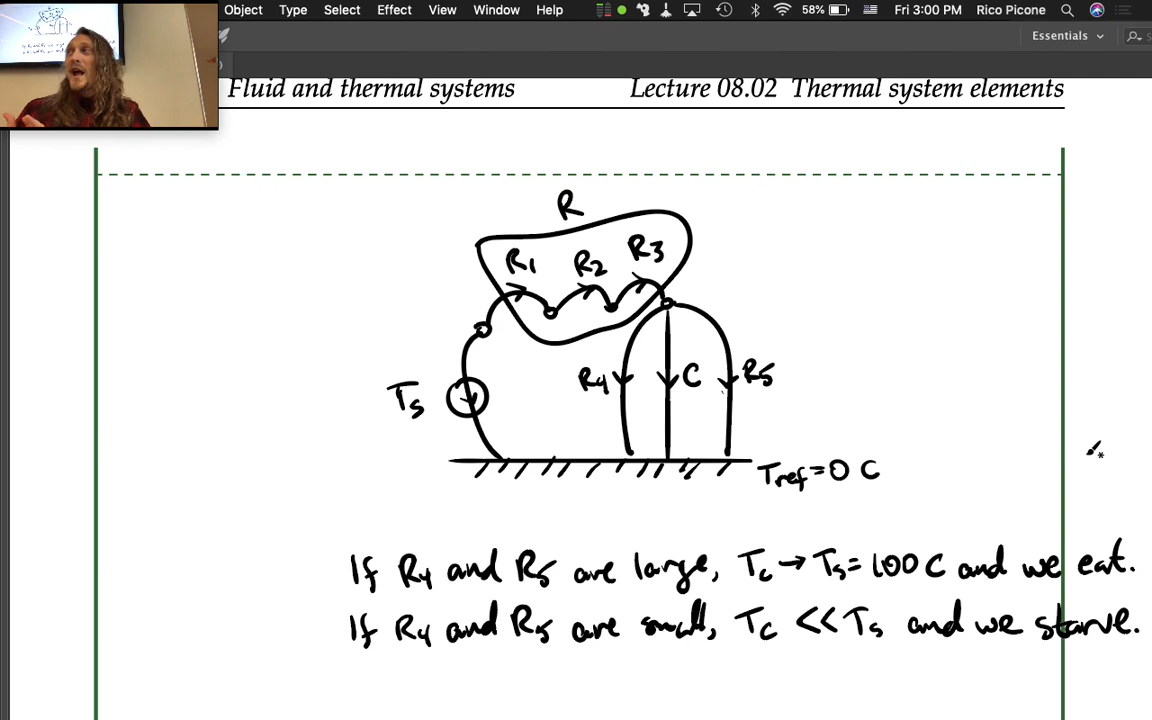 Object Type Select Effect View Window Help 58% Fri 3:00 PM Rico Picone
Essentials
Fluid and thermal systems Lecture 08.02 Thermal system elements
R
R1 R2 R3
Ts R4 C R5
Tref=0 C
If R4 and R5 are large, Tc → Ts=100 C and we eat.
If R4 and R5 are small, Tc << Ts and we starve.